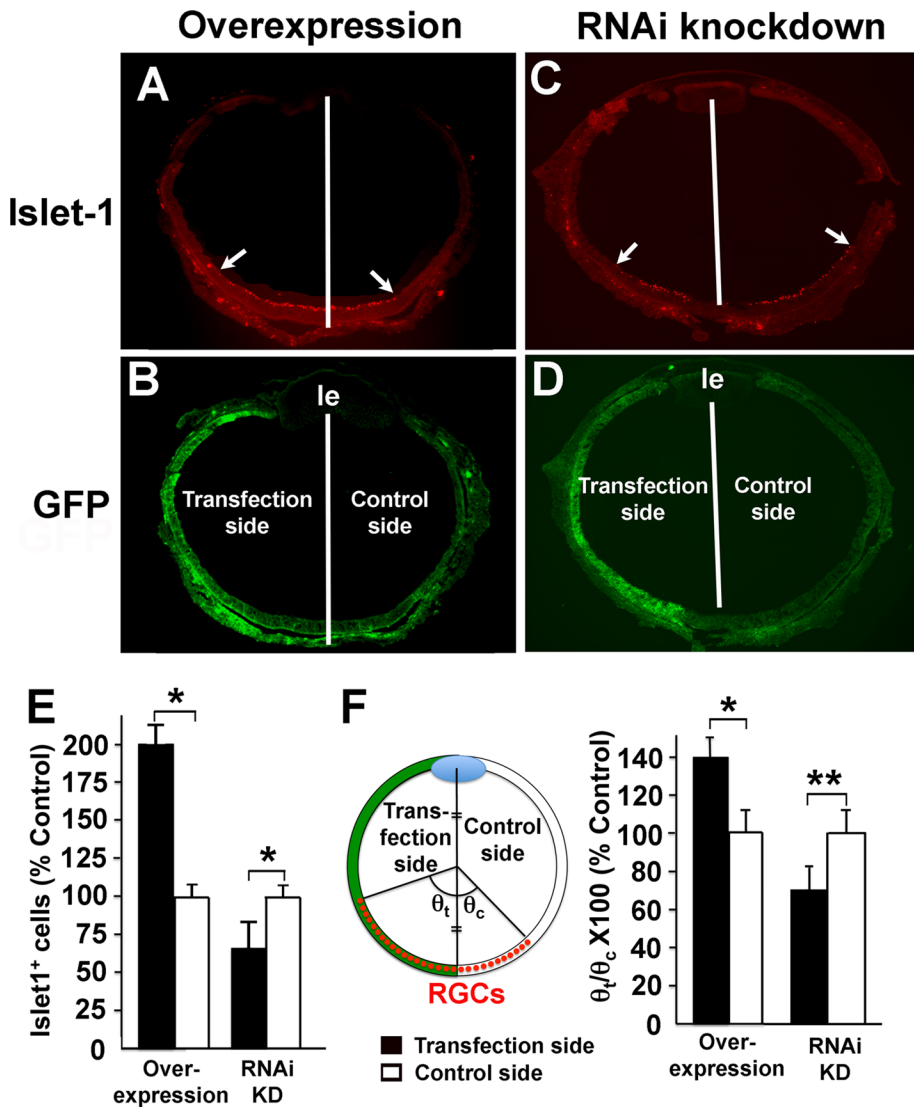 Overexpression
RNAi knockdown
A
C
Islet-1
B
D
le
le
GFP
Transfection side
Control side
Transfection side
Control side
E
Islet1⁺ cells (% Control)
200
175
150
125
100
75
50
25
0
*
*
Over-
expression
RNAi
KD
F
Trans-
fection
side
Control
side
θt
θc
RGCs
Transfection side
Control side
θt/θc X100 (% Control)
140
120
100
80
60
40
20
0
*
**
Over-
expression
RNAi
KD